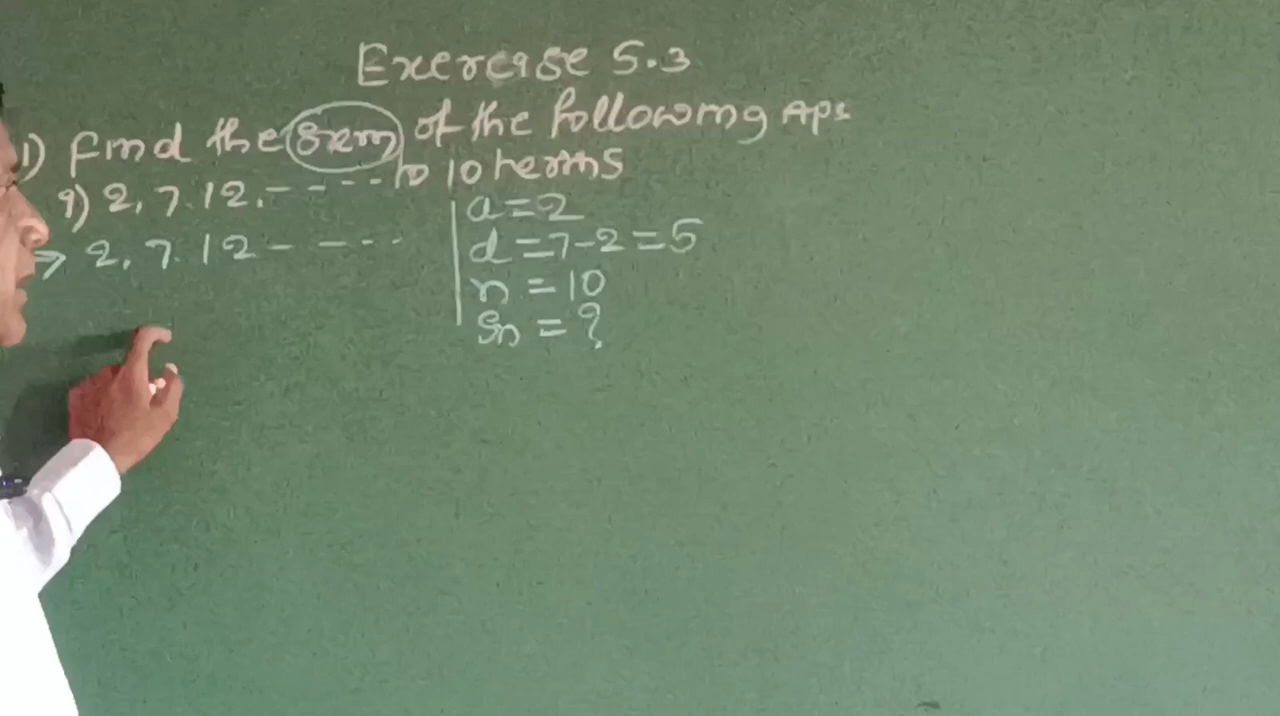 Exercise 5.3
1) Find the sum of the following APs
to 10 terms
i) 2, 7. 12. - - - -
⇒ 2, 7. 12 - - - -
a = 2
d = 7-2 = 5
n = 10
Sn = ?